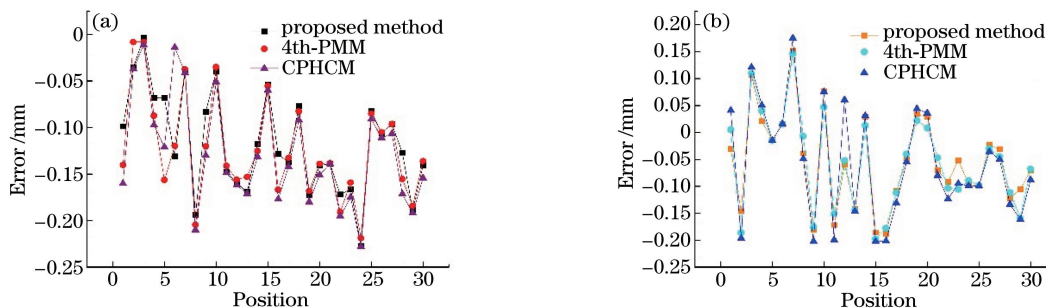 (a)
proposed method
4th-PMM
CPHCM
0
−0.05
−0.10
−0.15
−0.20
−0.25
Error /mm
0 5 10 15 20 25 30
Position
(b)
proposed method
4th-PMM
CPHCM
0.20
0.15
0.10
0.05
0
−0.05
−0.10
−0.15
−0.20
−0.25
Error /mm
0 5 10 15 20 25 30
Position